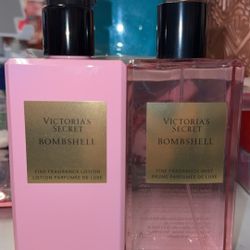 VICTORIA'S
SECRET
BOMBSHELL
FINE FRAGRANCE LOTION
LOTION PARFUMÉE DE LUXE
VICTORIA'S
SECRET
BOMBSHELL
FINE FRAGRANCE MIST
BRUME PARFUMÉE DE LUXE